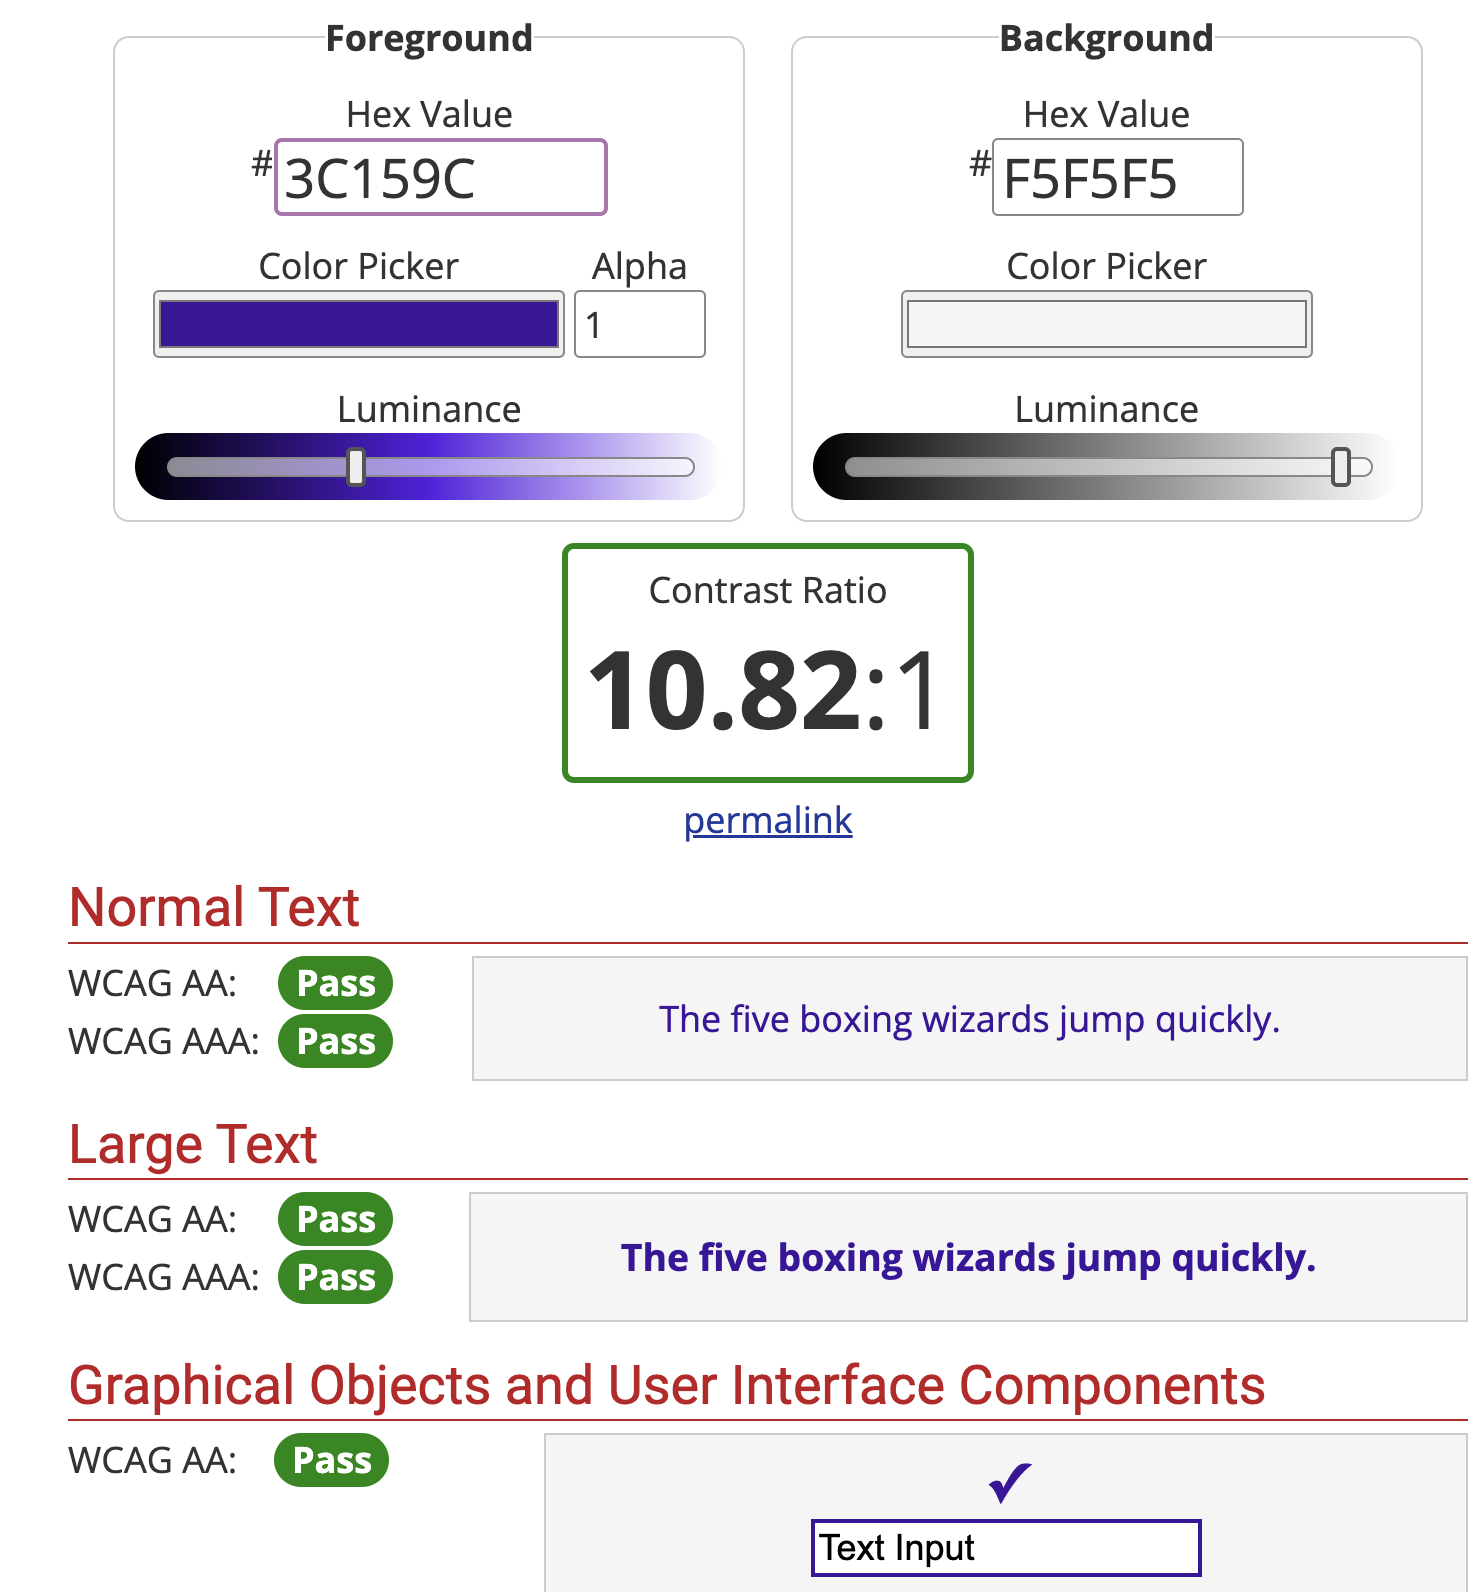 Foreground
Hex Value
#3C159C
Color Picker Alpha
1
Luminance
Background
Hex Value
#F5F5F5
Color Picker
Luminance
Contrast Ratio
10.82:1
permalink
Normal Text
WCAG AA: Pass
WCAG AAA: Pass
The five boxing wizards jump quickly.
Large Text
WCAG AA: Pass
WCAG AAA: Pass
The five boxing wizards jump quickly.
Graphical Objects and User Interface Components
WCAG AA: Pass
Text Input